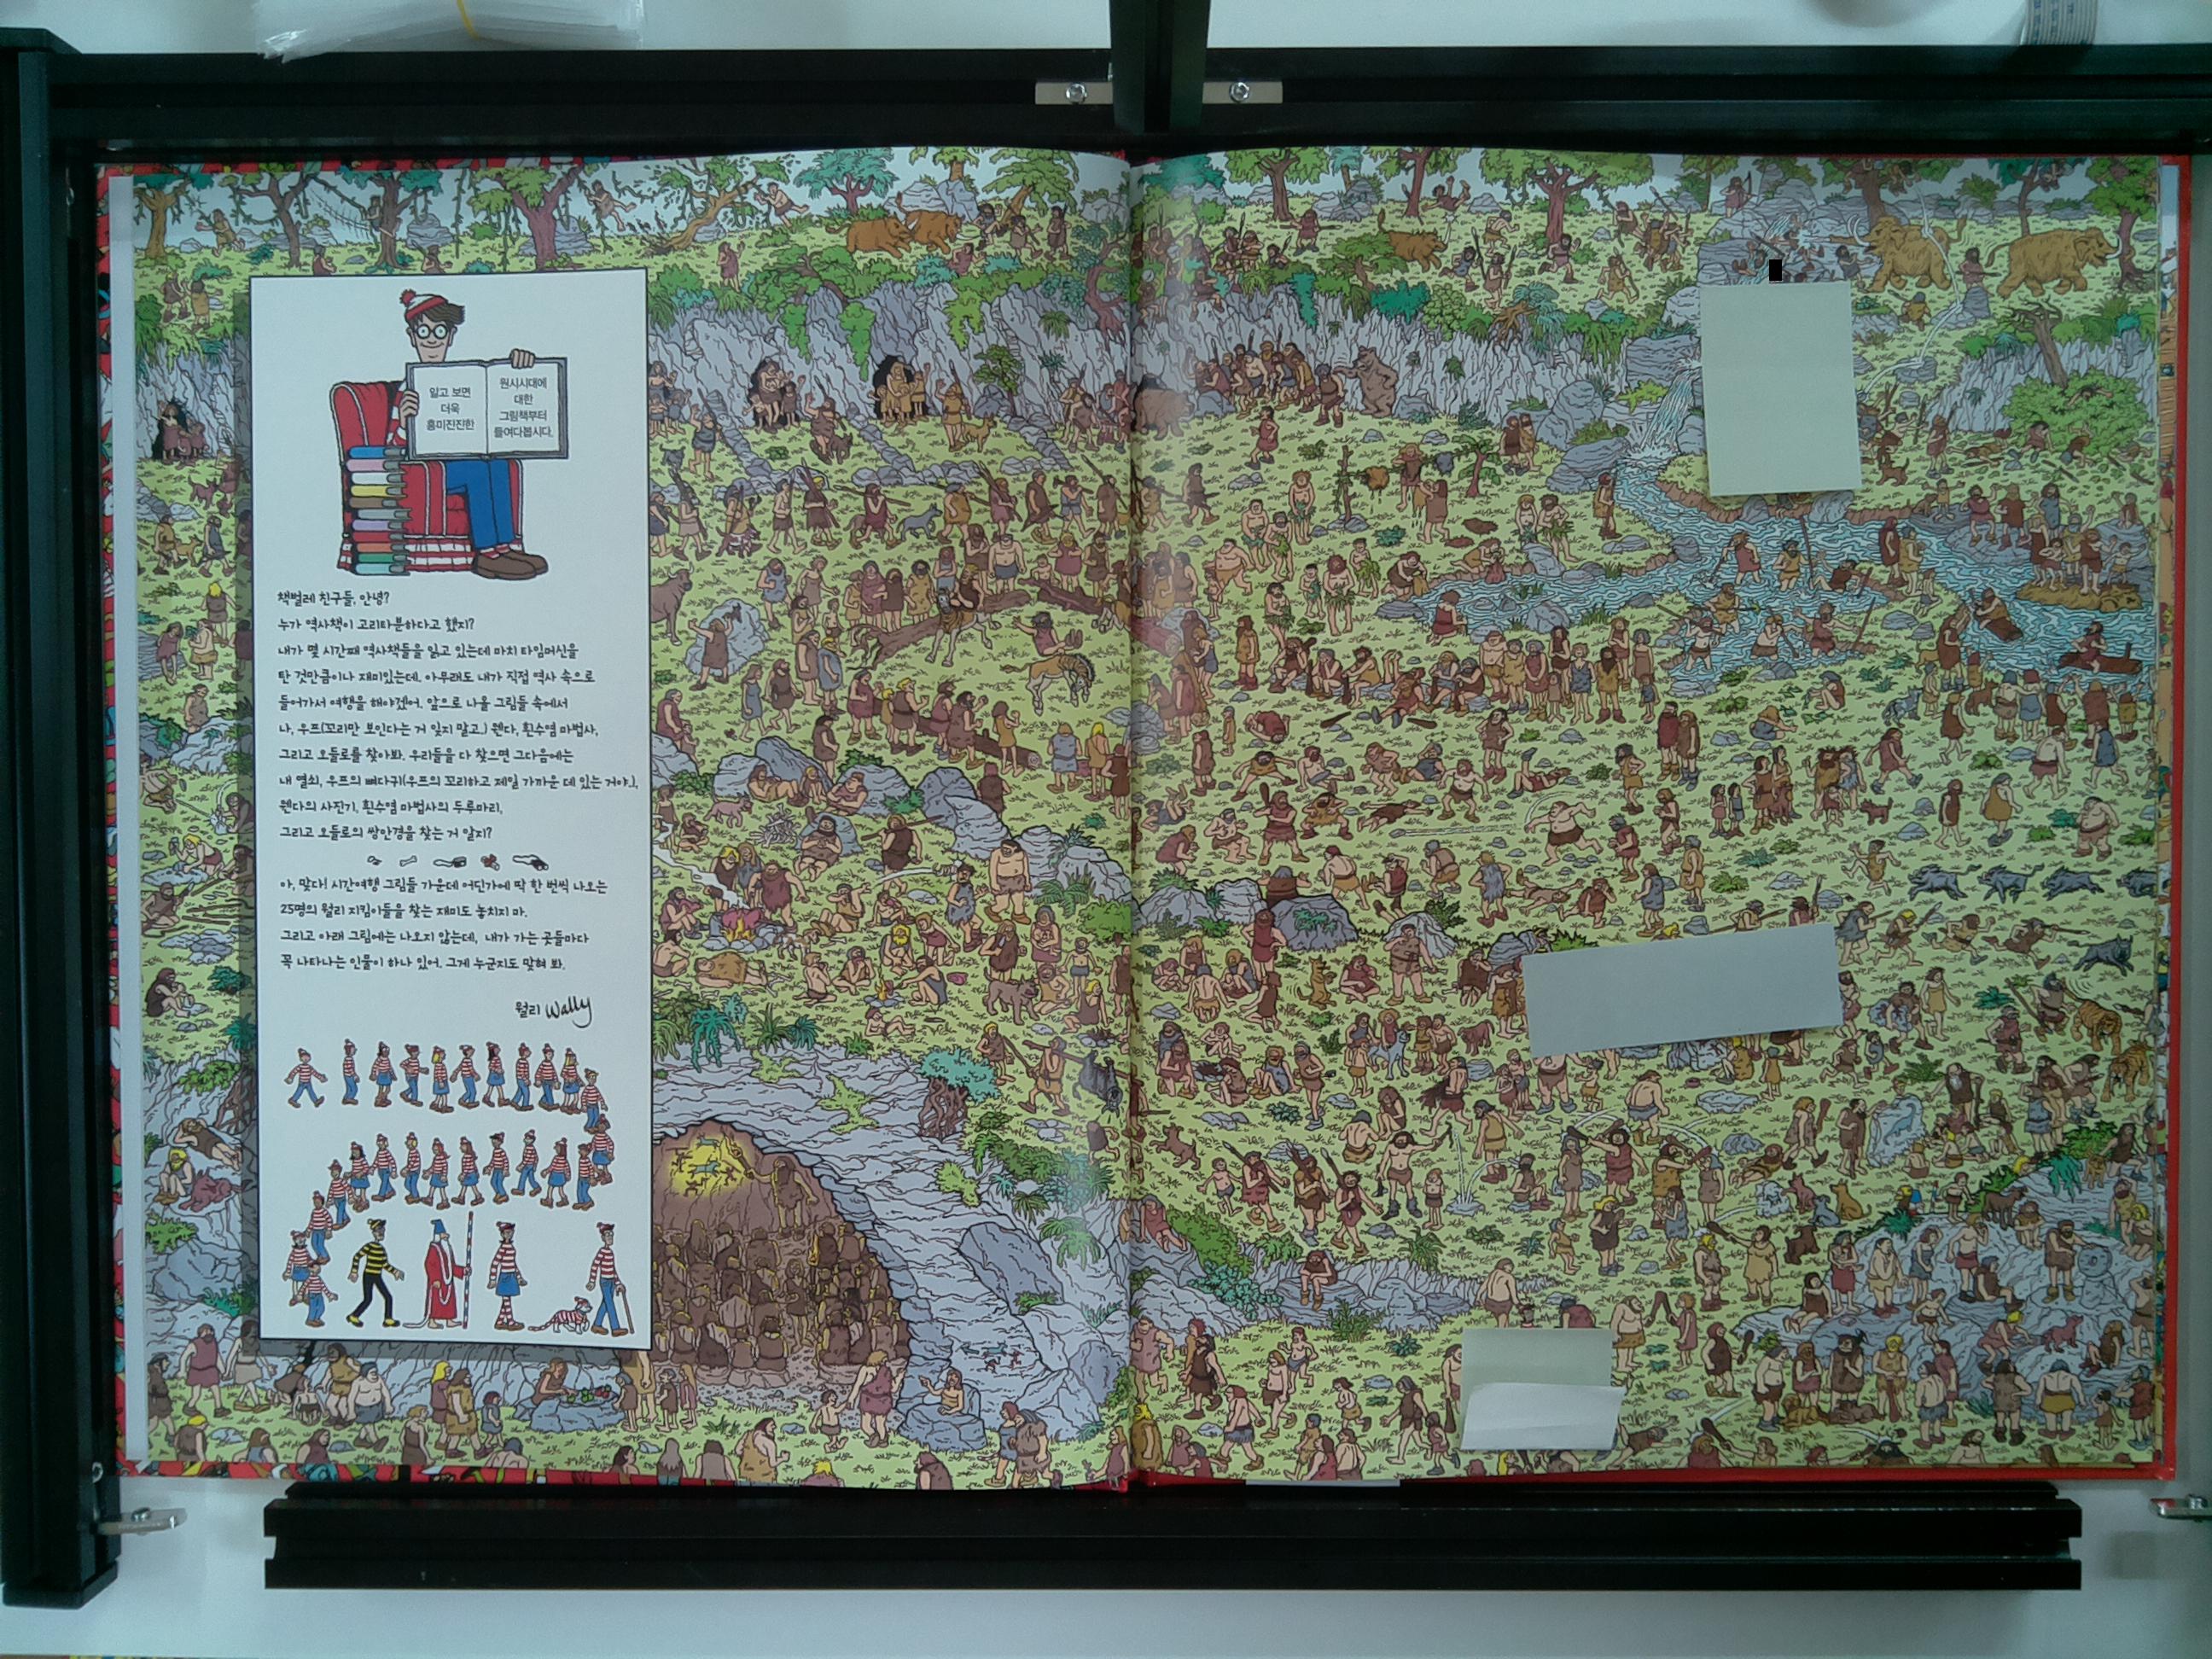 읽고 보면
더욱
흥미진진한
원시시대에
대한
그림책부터
들여다봅시다.
책벌레 친구들, 안녕?
누가 역사책이 고리타분하다고 했지?
내가 몇 시간째 역사책들을 읽고 있는데 마치 타임머신을
탄 것만큼이나 재미있는데. 아무래도 내가 직접 역사 속으로
들어가서 여행을 해야겠어. 앞으로 나올 그림들 속에서
나, 우프(꼬리만 보인다는 거 잊지 말고.) 웬다, 흰수염 마법사,
그리고 오들로를 찾아봐. 우리들을 다 찾으면 그다음에는
내 열쇠, 우프의 뼈다귀(우프의 꼬리하고 제일 가까운 데 있는 거야.),
웬다의 사진기, 흰수염 마법사의 두루마리,
그리고 오들로의 쌍안경을 찾는 거 알지?
아, 맞다! 시간여행 그림들 가운데 어딘가에 딱 한 번씩 나오는
25명의 월리 지킴이들을 찾는 재미도 놓치지 마.
그리고 아래 그림에는 나오지 않는데, 내가 가는 곳들마다
꼭 나타나는 인물이 하나 있어. 그게 누군지도 맞혀 봐.
월리 Wally